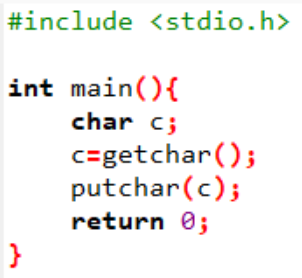 #include <stdio.h>
int main(){
    char c;
    c=getchar();
    putchar(c);
    return 0;
}